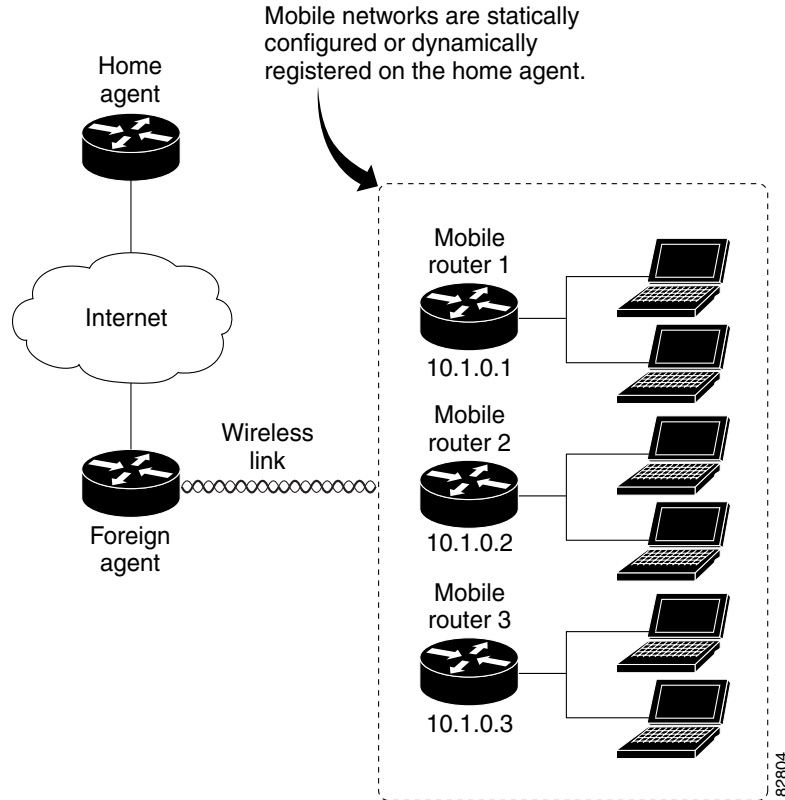 Mobile networks are statically
configured or dynamically
registered on the home agent.
Home
agent
Internet
Wireless
link
Foreign
agent
Mobile
router 1
10.1.0.1
Mobile
router 2
10.1.0.2
Mobile
router 3
10.1.0.3
82804